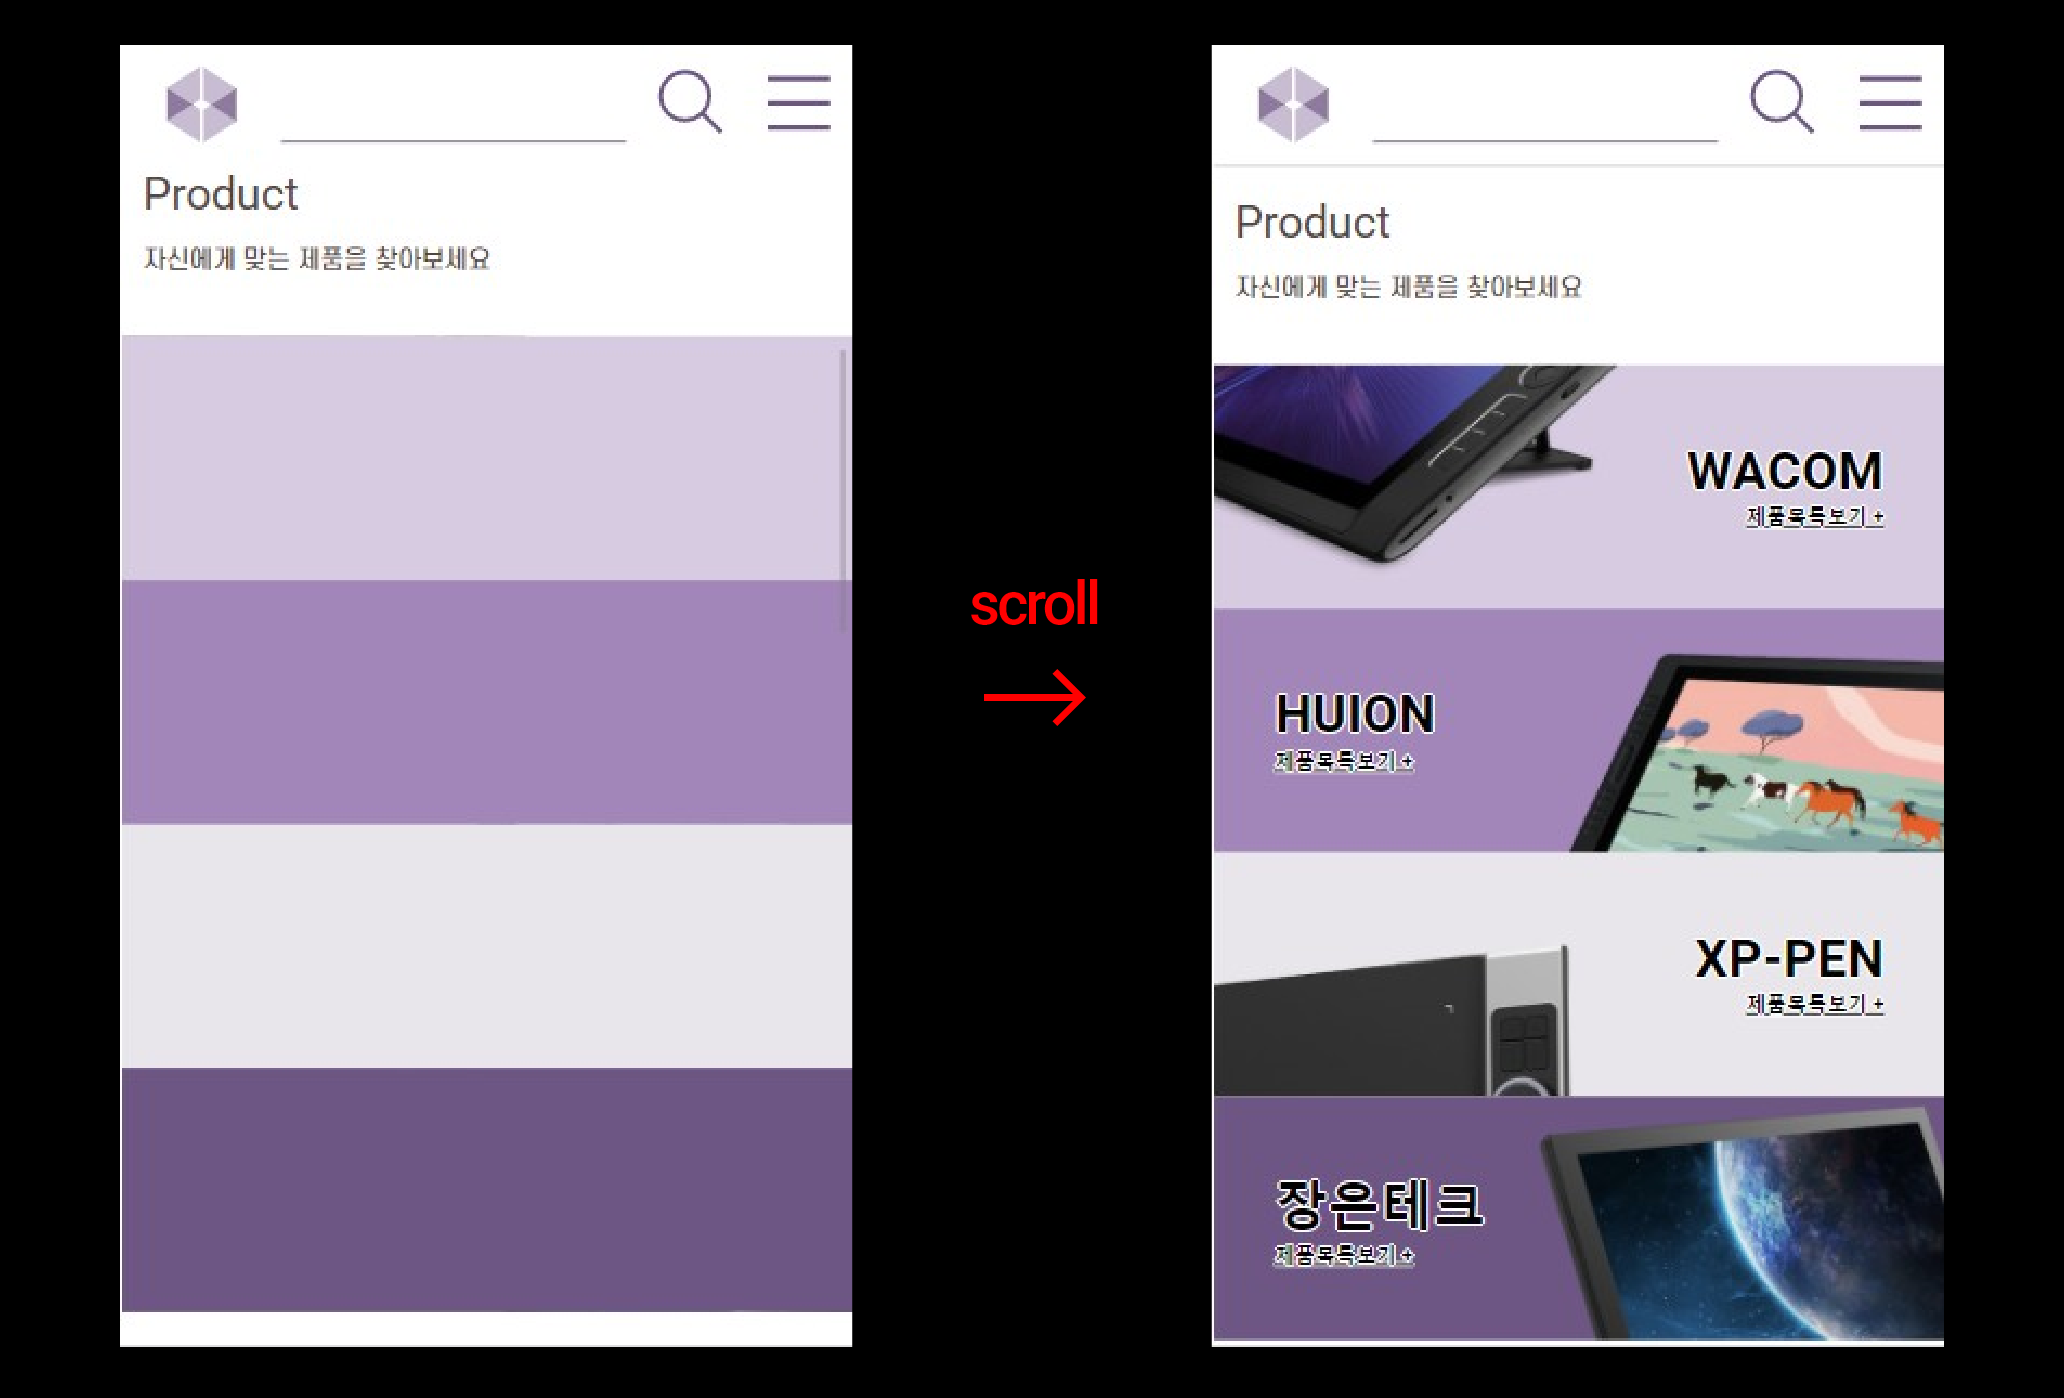 Product
자신에게 맞는 제품을 찾아보세요
scroll
Product
자신에게 맞는 제품을 찾아보세요
WACOM
제품목록보기 +
HUION
제품목록보기 +
XP-PEN
제품목록보기 +
장은테크
제품목록보기 +